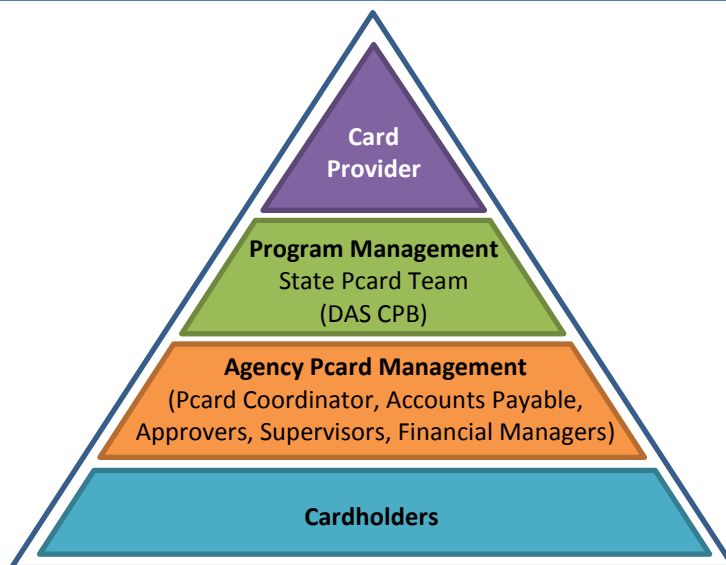 Card
Provider
Program Management
State Pcard Team
(DAS CPB)
Agency Pcard Management
(Pcard Coordinator, Accounts Payable,
Approvers, Supervisors, Financial Managers)
Cardholders